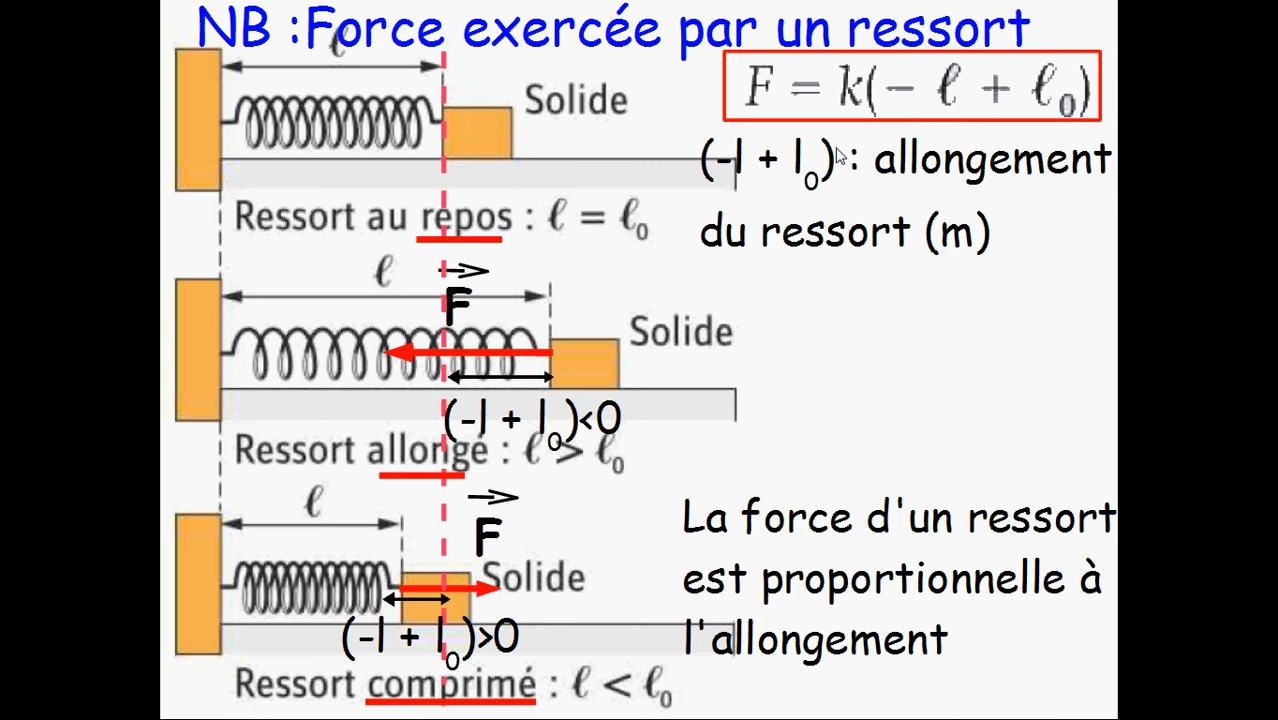 NB :Force exercée par un ressort
ℓ
Solide
F = k(− ℓ + ℓ₀)
(-l + l₀) : allongement
du ressort (m)
Ressort au repos : ℓ = ℓ₀
ℓ
F
Solide
(-l + l₀)<0
Ressort allongé : ℓ > ℓ₀
ℓ
F
Solide
(-l + l₀)>0
Ressort comprimé : ℓ < ℓ₀
La force d'un ressort
est proportionnelle à
l'allongement